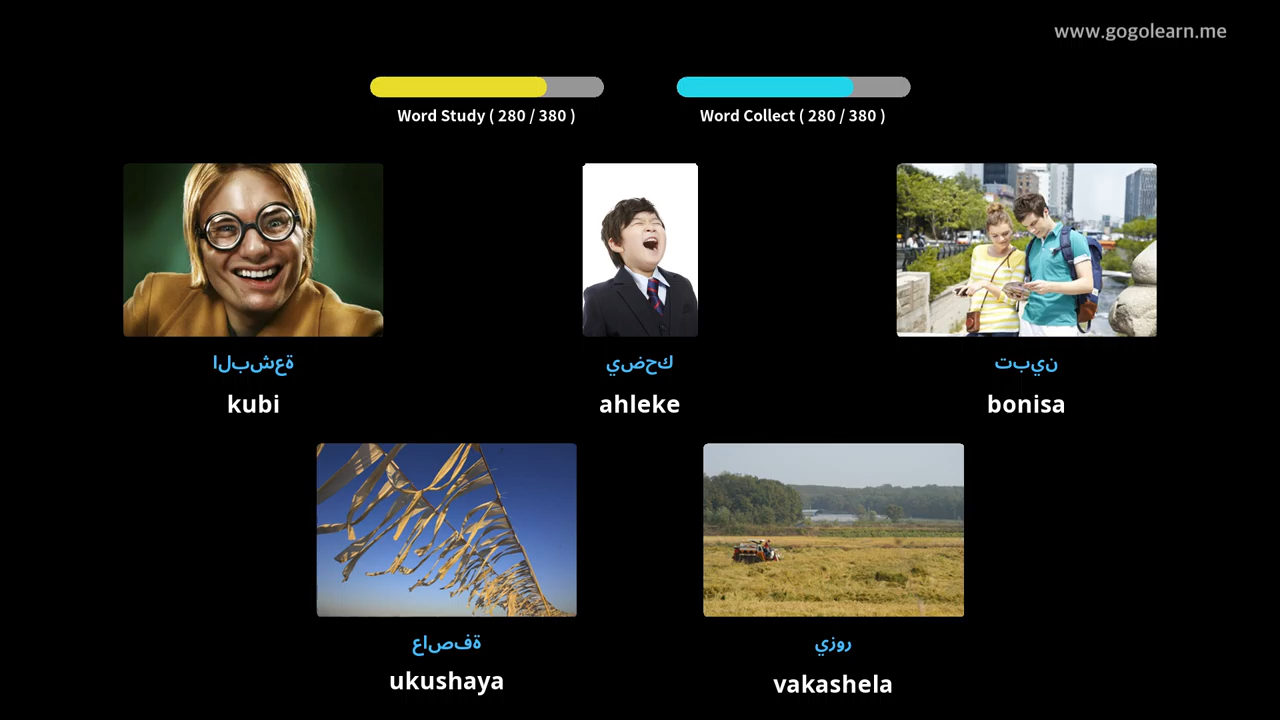 www.gogolearn.me
Word Study ( 280 / 380 )
Word Collect ( 280 / 380 )
البشعة
يضحك
تبين
kubi
ahleke
bonisa
عاصفة
يزور
ukushaya
vakashela